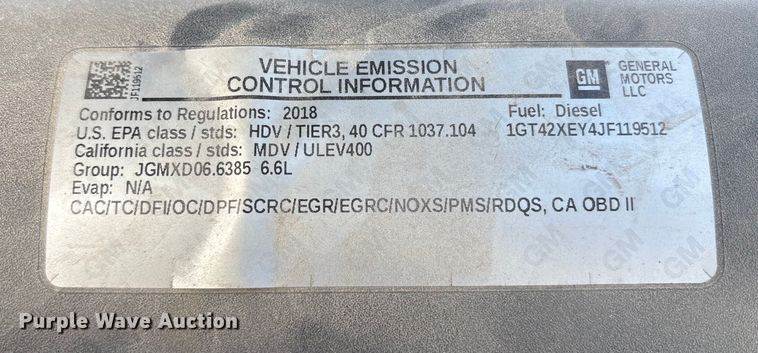 JF119512
VEHICLE EMISSION
CONTROL INFORMATION
GM
GENERAL
MOTORS
LLC
Conforms to Regulations: 2018
Fuel: Diesel
U.S. EPA class / stds: HDV / TIER3, 40 CFR 1037.104
1GT42XEY4JF119512
California class / stds: MDV / ULEV400
Group: JGMXD06.6385 6.6L
Evap: N/A
CAC/TC/DFI/OC/DPF/SCRC/EGR/EGRC/NOXS/PMS/RDQS, CA OBD II
Purple Wave Auction